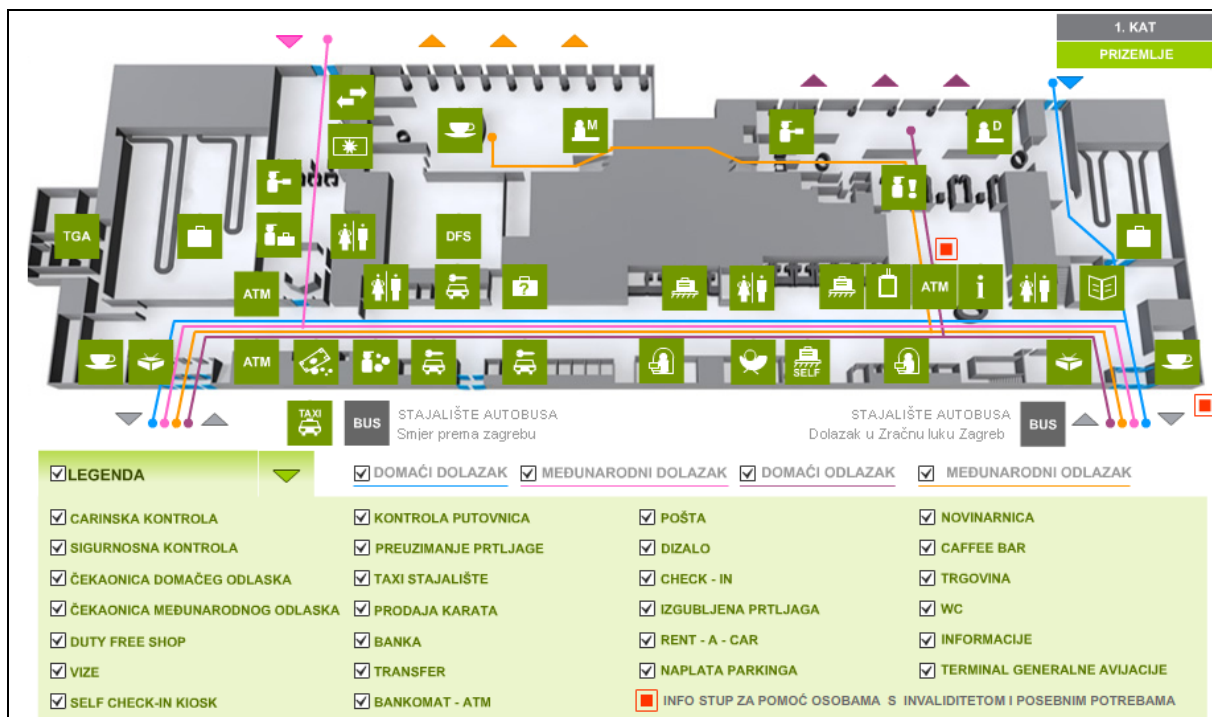 1. KAT
PRIZEMLJE
M
D
TGA
DFS
ATM
?
ATM
i
ATM
SELF
TAXI
BUS
STAJALIŠTE AUTOBUSA
Smjer prema zagrebu
STAJALIŠTE AUTOBUSA
Dolazak u Zračnu luku Zagreb
BUS
LEGENDA
DOMAĆI DOLAZAK
MEĐUNARODNI DOLAZAK
DOMAĆI ODLAZAK
MEĐUNARODNI ODLAZAK
CARINSKA KONTROLA
KONTROLA PUTOVNICA
POŠTA
NOVINARNICA
SIGURNOSNA KONTROLA
PREUZIMANJE PRTLJAGE
DIZALO
CAFFEE BAR
ČEKAONICA DOMAČEG ODLASKA
TAXI STAJALIŠTE
CHECK - IN
TRGOVINA
ČEKAONICA MEĐUNARODNOG ODLASKA
PRODAJA KARATA
IZGUBLJENA PRTLJAGA
WC
DUTY FREE SHOP
BANKA
RENT - A - CAR
INFORMACIJE
VIZE
TRANSFER
NAPLATA PARKINGA
TERMINAL GENERALNE AVIJACIJE
SELF CHECK-IN KIOSK
BANKOMAT - ATM
INFO STUP ZA POMOĆ OSOBAMA S INVALIDITETOM I POSEBNIM POTREBAMA